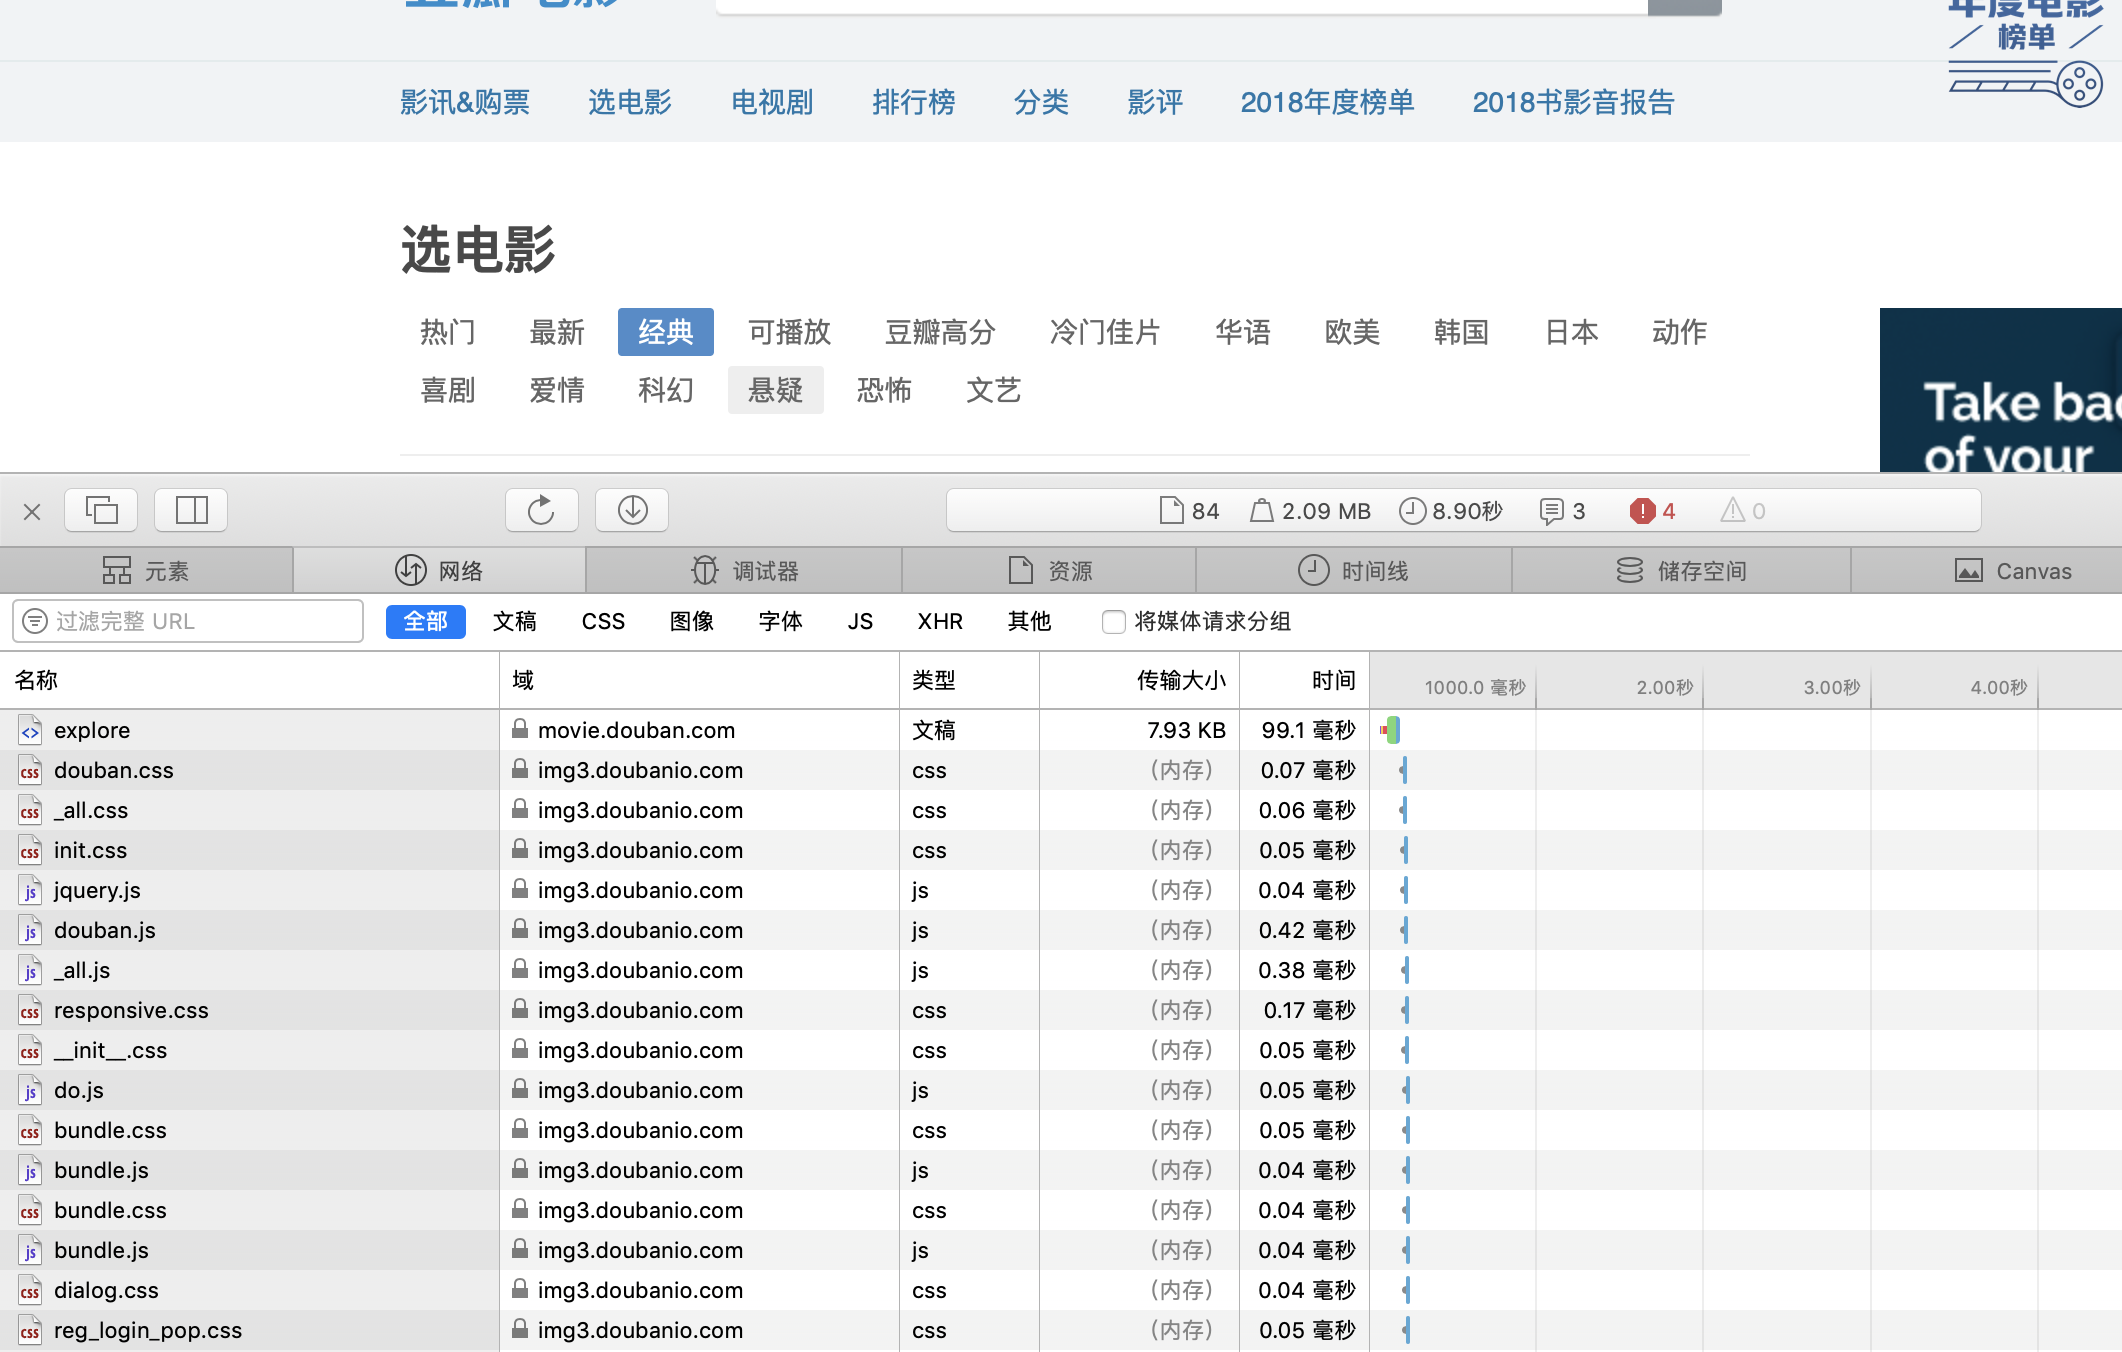 豆瓣电影
年度电影
榜单
影讯&购票 选电影 电视剧 排行榜 分类 影评 2018年度榜单 2018书影音报告
选电影
热门 最新 经典 可播放 豆瓣高分 冷门佳片 华语 欧美 韩国 日本 动作
喜剧 爱情 科幻 悬疑 恐怖 文艺
Take bac
of your
84 2.09 MB 8.90秒 3 4 0
元素 网络 调试器 资源 时间线 储存空间 Canvas
过滤完整 URL 全部 文稿 CSS 图像 字体 JS XHR 其他 将媒体请求分组
名称 域 类型 传输大小 时间 1000.0 毫秒 2.00秒 3.00秒 4.00秒
explore movie.douban.com 文稿 7.93 KB 99.1 毫秒
douban.css img3.doubanio.com css (内存) 0.07 毫秒
_all.css img3.doubanio.com css (内存) 0.06 毫秒
init.css img3.doubanio.com css (内存) 0.05 毫秒
jquery.js img3.doubanio.com js (内存) 0.04 毫秒
douban.js img3.doubanio.com js (内存) 0.42 毫秒
_all.js img3.doubanio.com js (内存) 0.38 毫秒
responsive.css img3.doubanio.com css (内存) 0.17 毫秒
__init__.css img3.doubanio.com css (内存) 0.05 毫秒
do.js img3.doubanio.com js (内存) 0.05 毫秒
bundle.css img3.doubanio.com css (内存) 0.05 毫秒
bundle.js img3.doubanio.com js (内存) 0.04 毫秒
bundle.css img3.doubanio.com css (内存) 0.04 毫秒
bundle.js img3.doubanio.com js (内存) 0.04 毫秒
dialog.css img3.doubanio.com css (内存) 0.04 毫秒
reg_login_pop.css img3.doubanio.com css (内存) 0.05 毫秒